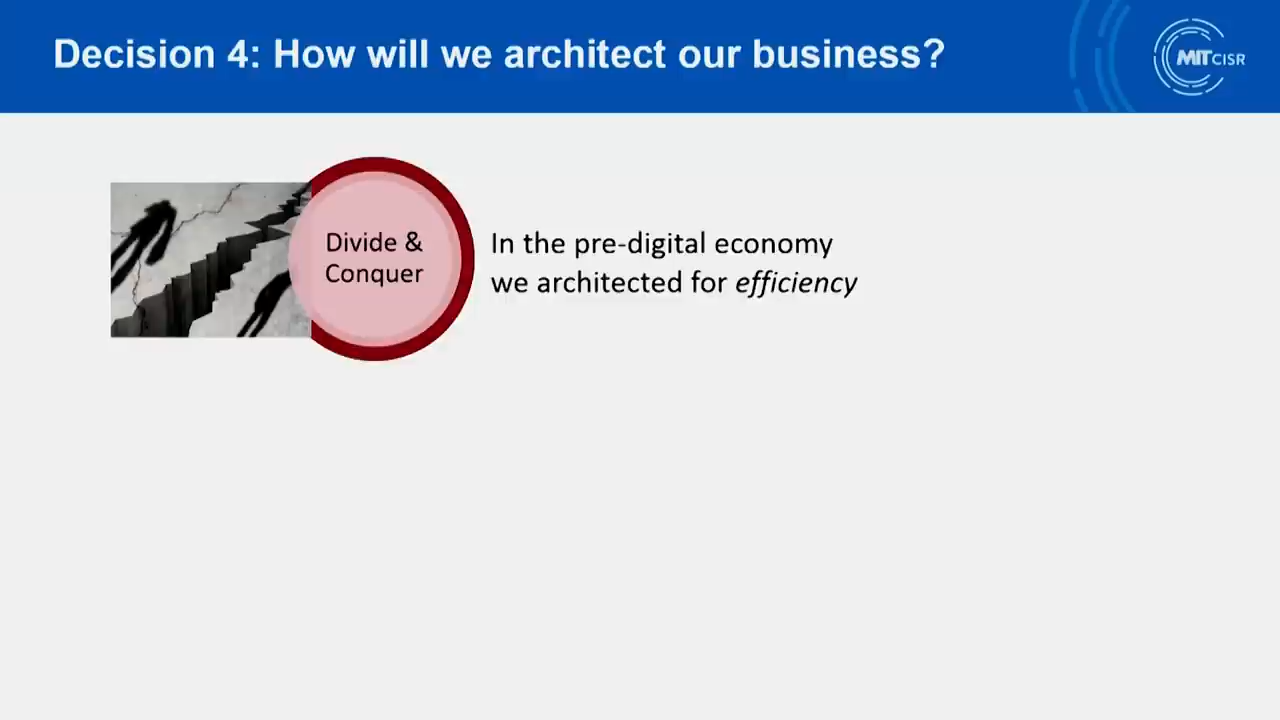 Decision 4: How will we architect our business?
MIT CISR
Divide &
Conquer
In the pre-digital economy
we architected for efficiency